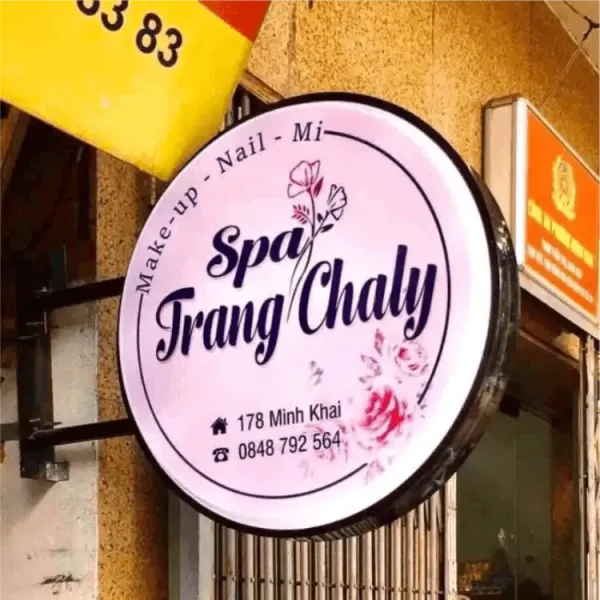 83 83
Make-up - Nail - Mi
Spa
Trang Chaly
178 Minh Khai
0848 792 564